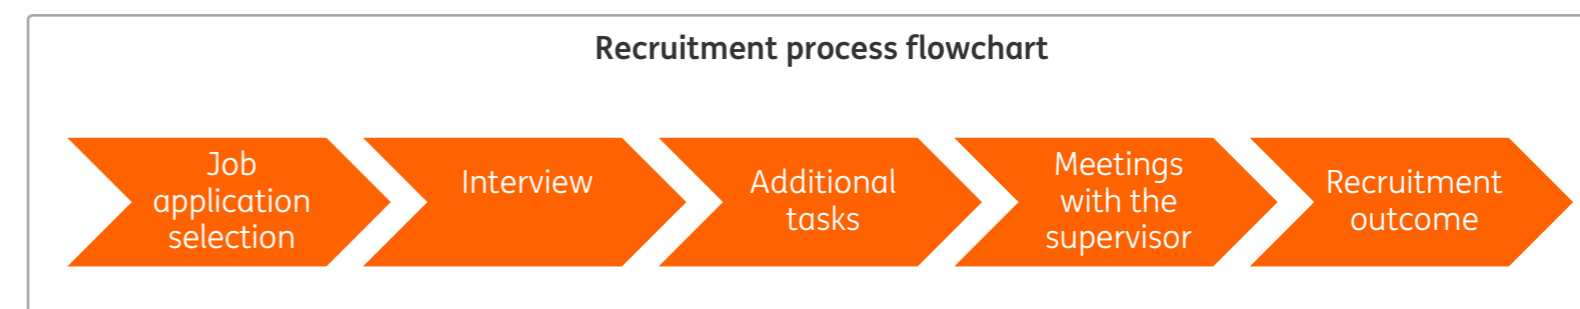 Recruitment process flowchart
Job
application
selection
Interview
Additional
tasks
Meetings
with the
supervisor
Recruitment
outcome